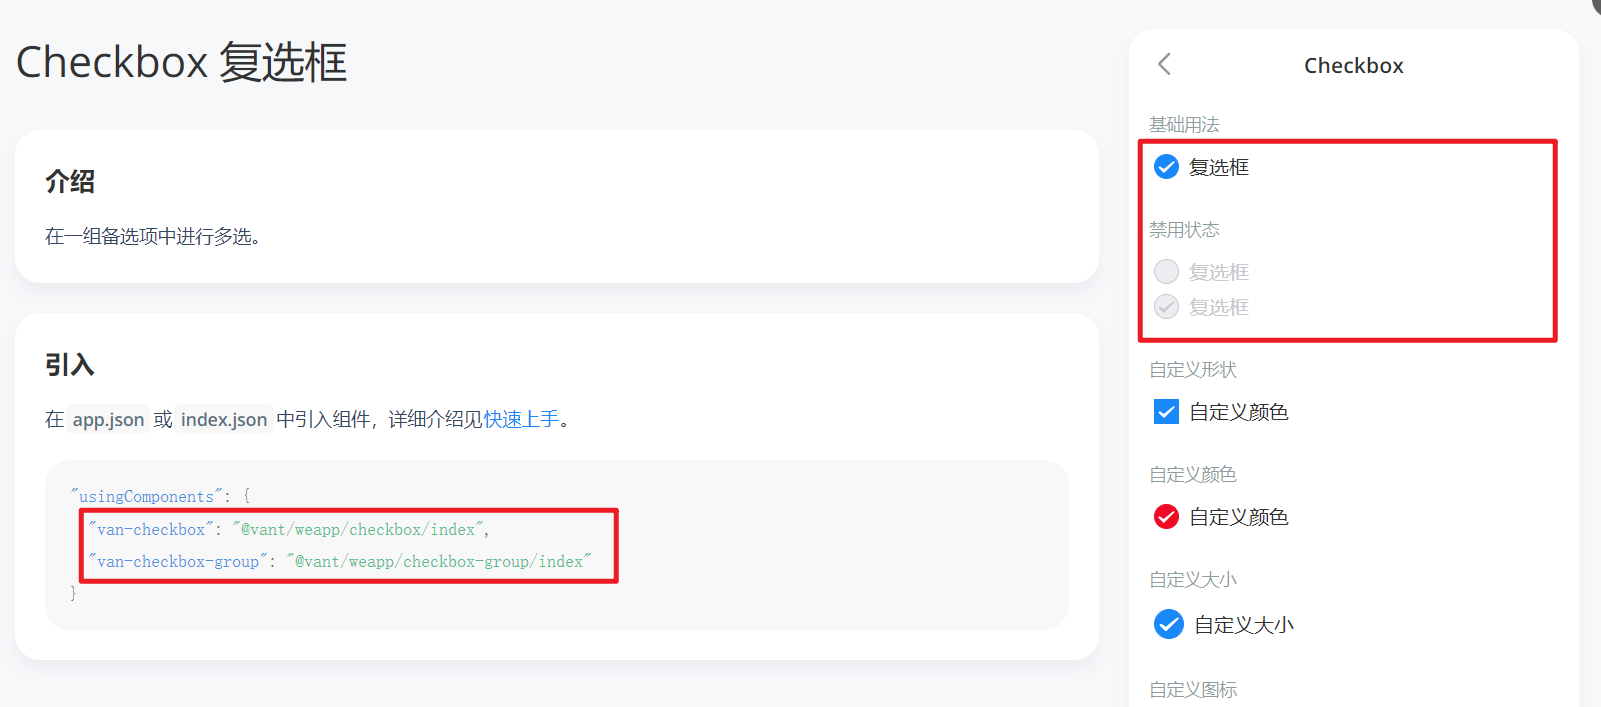 Checkbox 复选框
介绍
在一组备选项中进行多选。
引入
在 app.json 或 index.json 中引入组件，详细介绍见快速上手。
"usingComponents": {
"van-checkbox": "@vant/weapp/checkbox/index",
"van-checkbox-group": "@vant/weapp/checkbox-group/index"
}
Checkbox
基础用法
复选框
禁用状态
复选框
复选框
自定义形状
自定义颜色
自定义颜色
自定义颜色
自定义大小
自定义大小
自定义图标